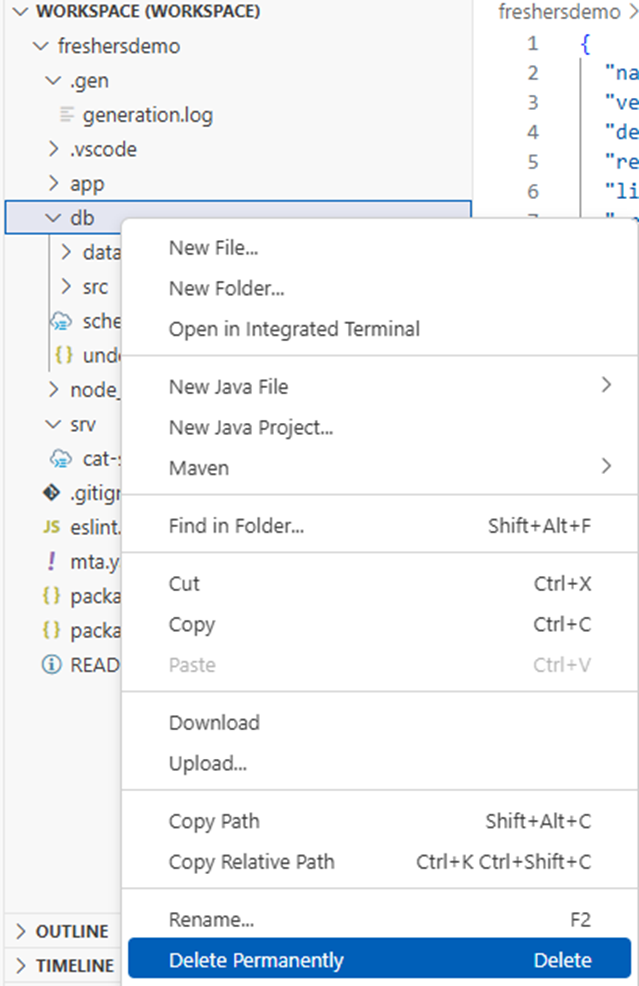 WORKSPACE (WORKSPACE)
freshersdemo
.gen
generation.log
.vscode
app
db
data
src
sche
unde
node_
srv
cat-s
.gitigr
JS eslint.
! mta.y
{} packa
{} packa
READ
OUTLINE
TIMELINE
freshersdemo >
1 {
2 "na
3 "ve
4 "de
5 "re
6 "li
7
New File...
New Folder...
Open in Integrated Terminal
New Java File
New Java Project...
Maven
Find in Folder... Shift+Alt+F
Cut Ctrl+X
Copy Ctrl+C
Paste Ctrl+V
Download
Upload...
Copy Path Shift+Alt+C
Copy Relative Path Ctrl+K Ctrl+Shift+C
Rename... F2
Delete Permanently Delete